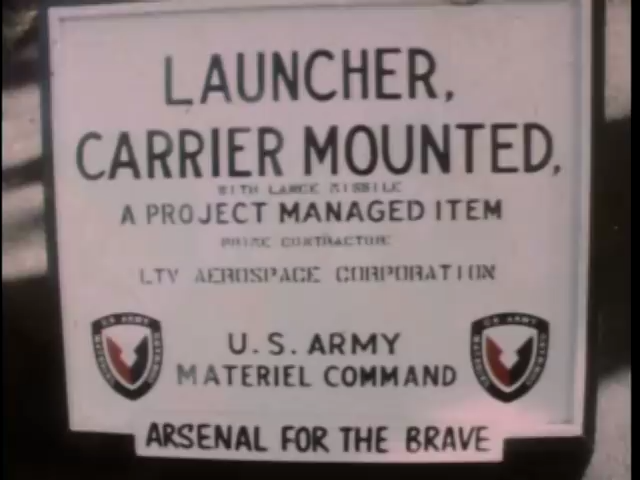 LAUNCHER,
CARRIER MOUNTED,
WITH LANCE MISSILE
A PROJECT MANAGED ITEM
PRIME CONTRACTOR
LTV AEROSPACE CORPORATION
U.S. ARMY
MATERIEL COMMAND
ARSENAL FOR THE BRAVE